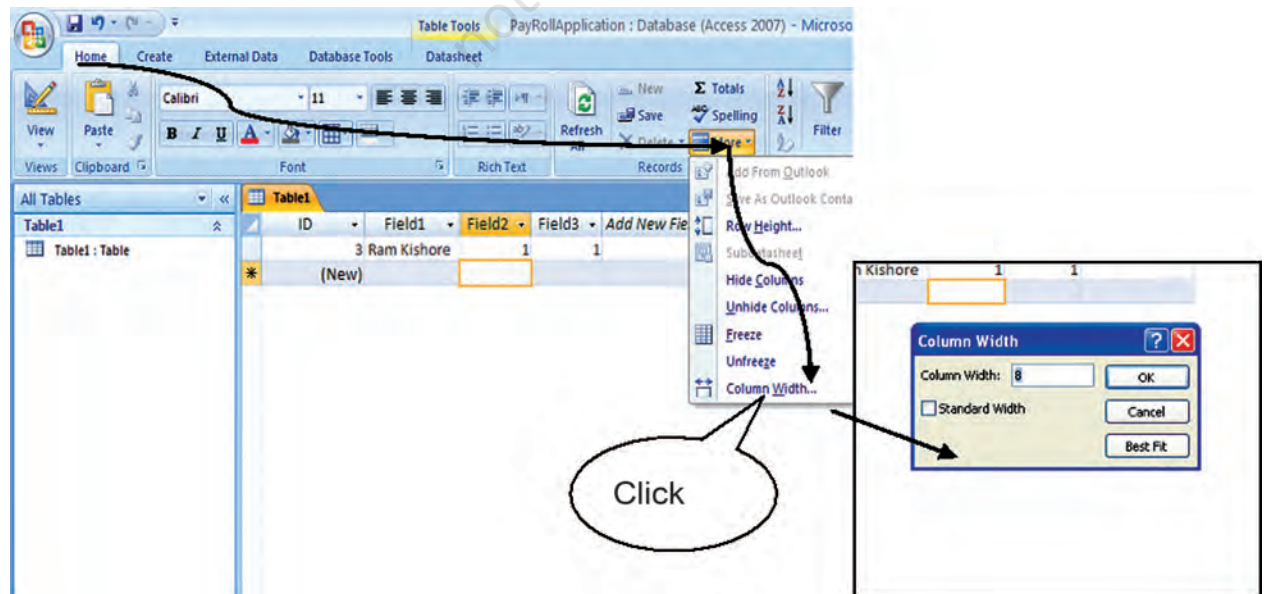 Table Tools PayRollApplication : Database (Access 2007) - Microso
Home Create External Data Database Tools Datasheet
Calibri 11
New Σ Totals
Save Spelling
View Paste B I U A Refresh All Delete More Filter
Views Clipboard Font Rich Text Records
Add From Outlook
Save As Outlook Conta
Row Height...
Subdatasheet
Hide Columns
Unhide Columns...
Freeze
Unfreeze
Column Width...
All Tables
Table1
Table1 : Table
Table1
ID Field1 Field2 Field3 Add New Fie
3 Ram Kishore 1 1
* (New)
Click
n Kishore 1 1
Column Width
Column Width: 8 OK
Standard Width Cancel
Best Fit
not